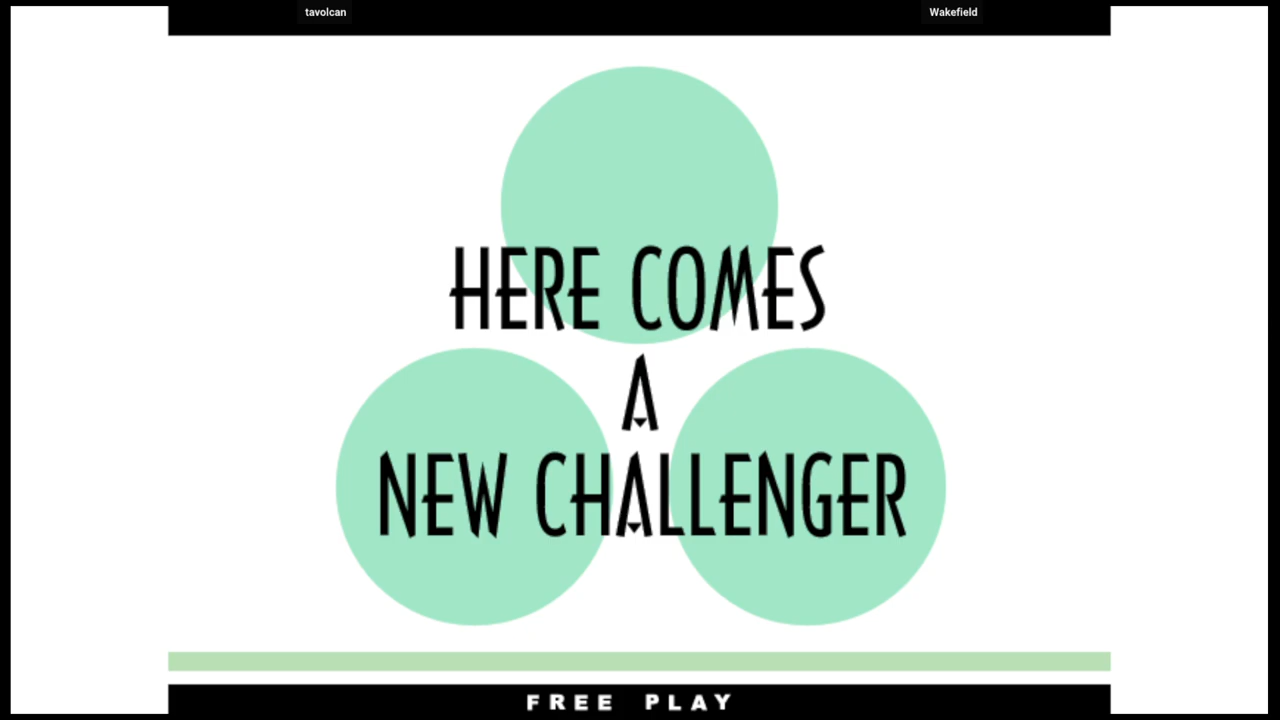 tavolcan
Wakefield
HERE COMES
A
NEW CHALLENGER
FREE PLAY